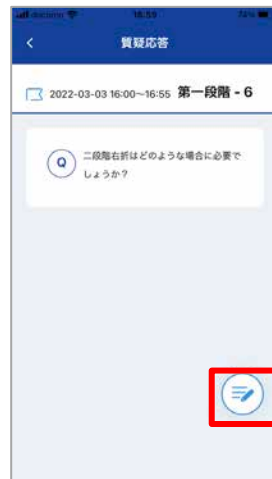 docomo 16:59 74%
質疑応答
2022-03-03 16:00~16:55 第一段階 - 6
Q 二段階右折はどのような場合に必要で
しょうか？